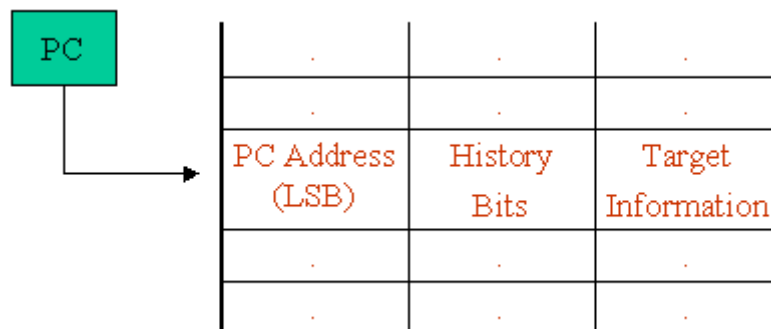 PC
. . .
. . .
PC Address History Target
(LSB) Bits Information
. . .
. . .